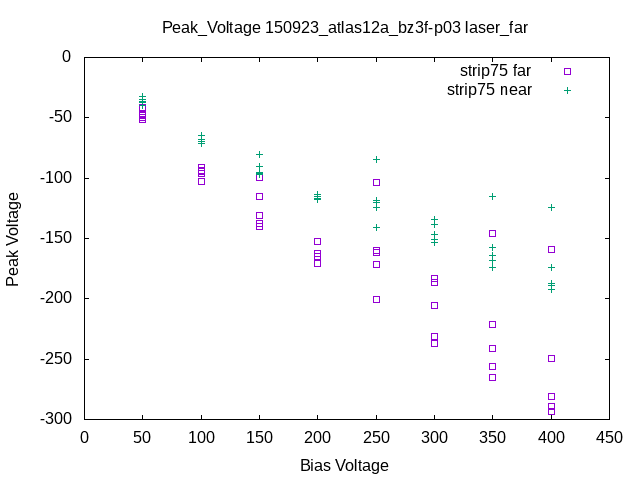 Peak_Voltage 150923_atlas12a_bz3f-p03 laser_far
strip75 far
strip75 near
Peak Voltage
0
-50
-100
-150
-200
-250
-300
0 50 100 150 200 250 300 350 400 450
Bias Voltage